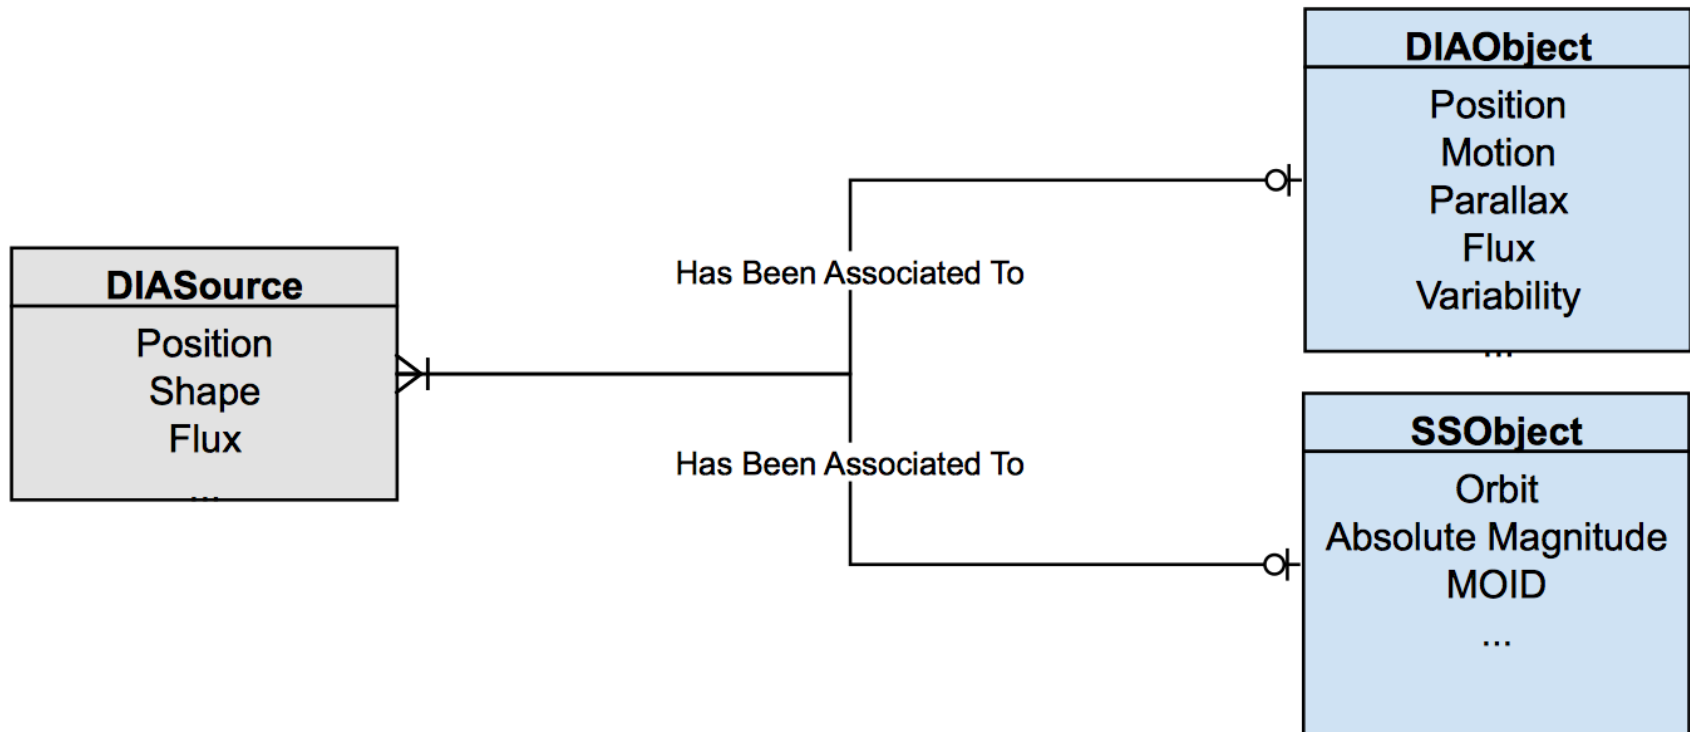 DIASource
Position
Shape
Flux
...
Has Been Associated To
Has Been Associated To
DIAObject
Position
Motion
Parallax
Flux
Variability
...
SSObject
Orbit
Absolute Magnitude
MOID
...